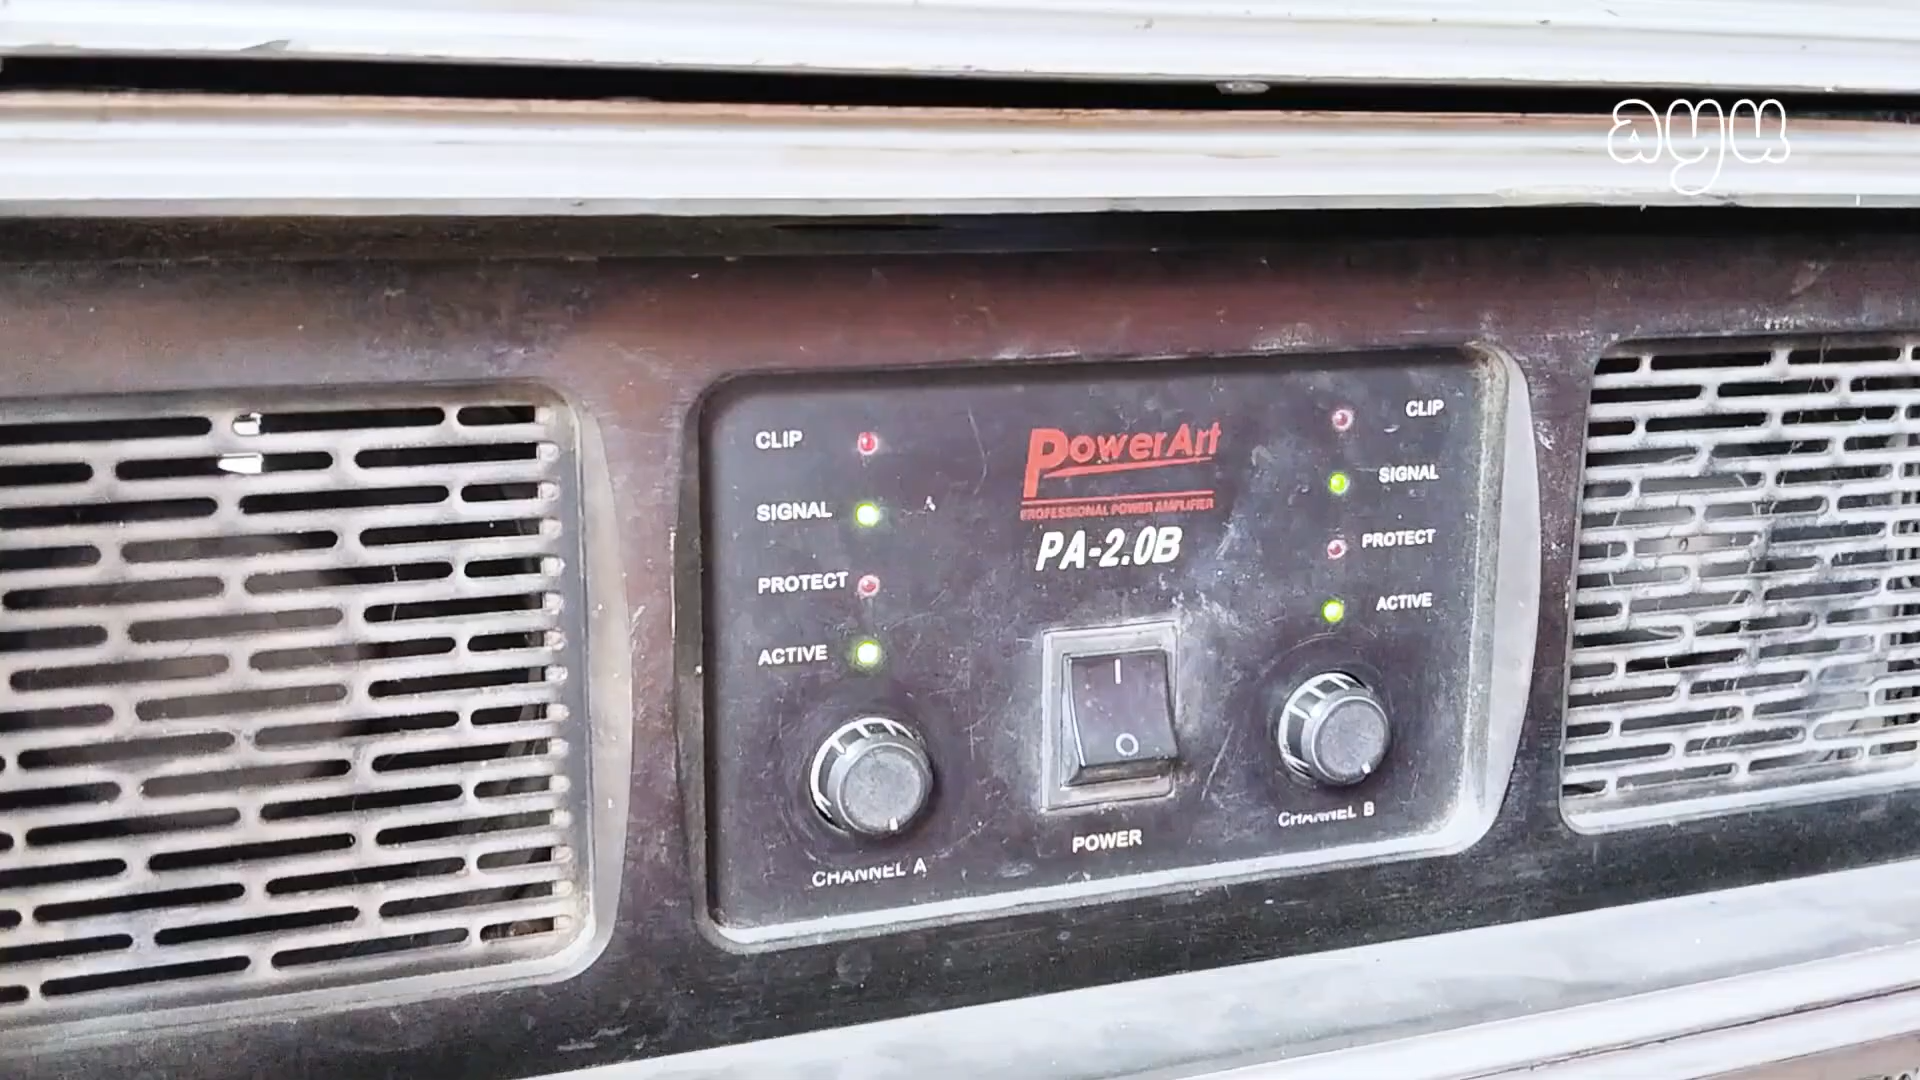 ayu
CLIP
SIGNAL
PROTECT
ACTIVE
CHANNEL A
PowerArt
PROFESSIONAL POWER AMPLIFIER
PA-2.0B
POWER
CLIP
SIGNAL
PROTECT
ACTIVE
CHANNEL B